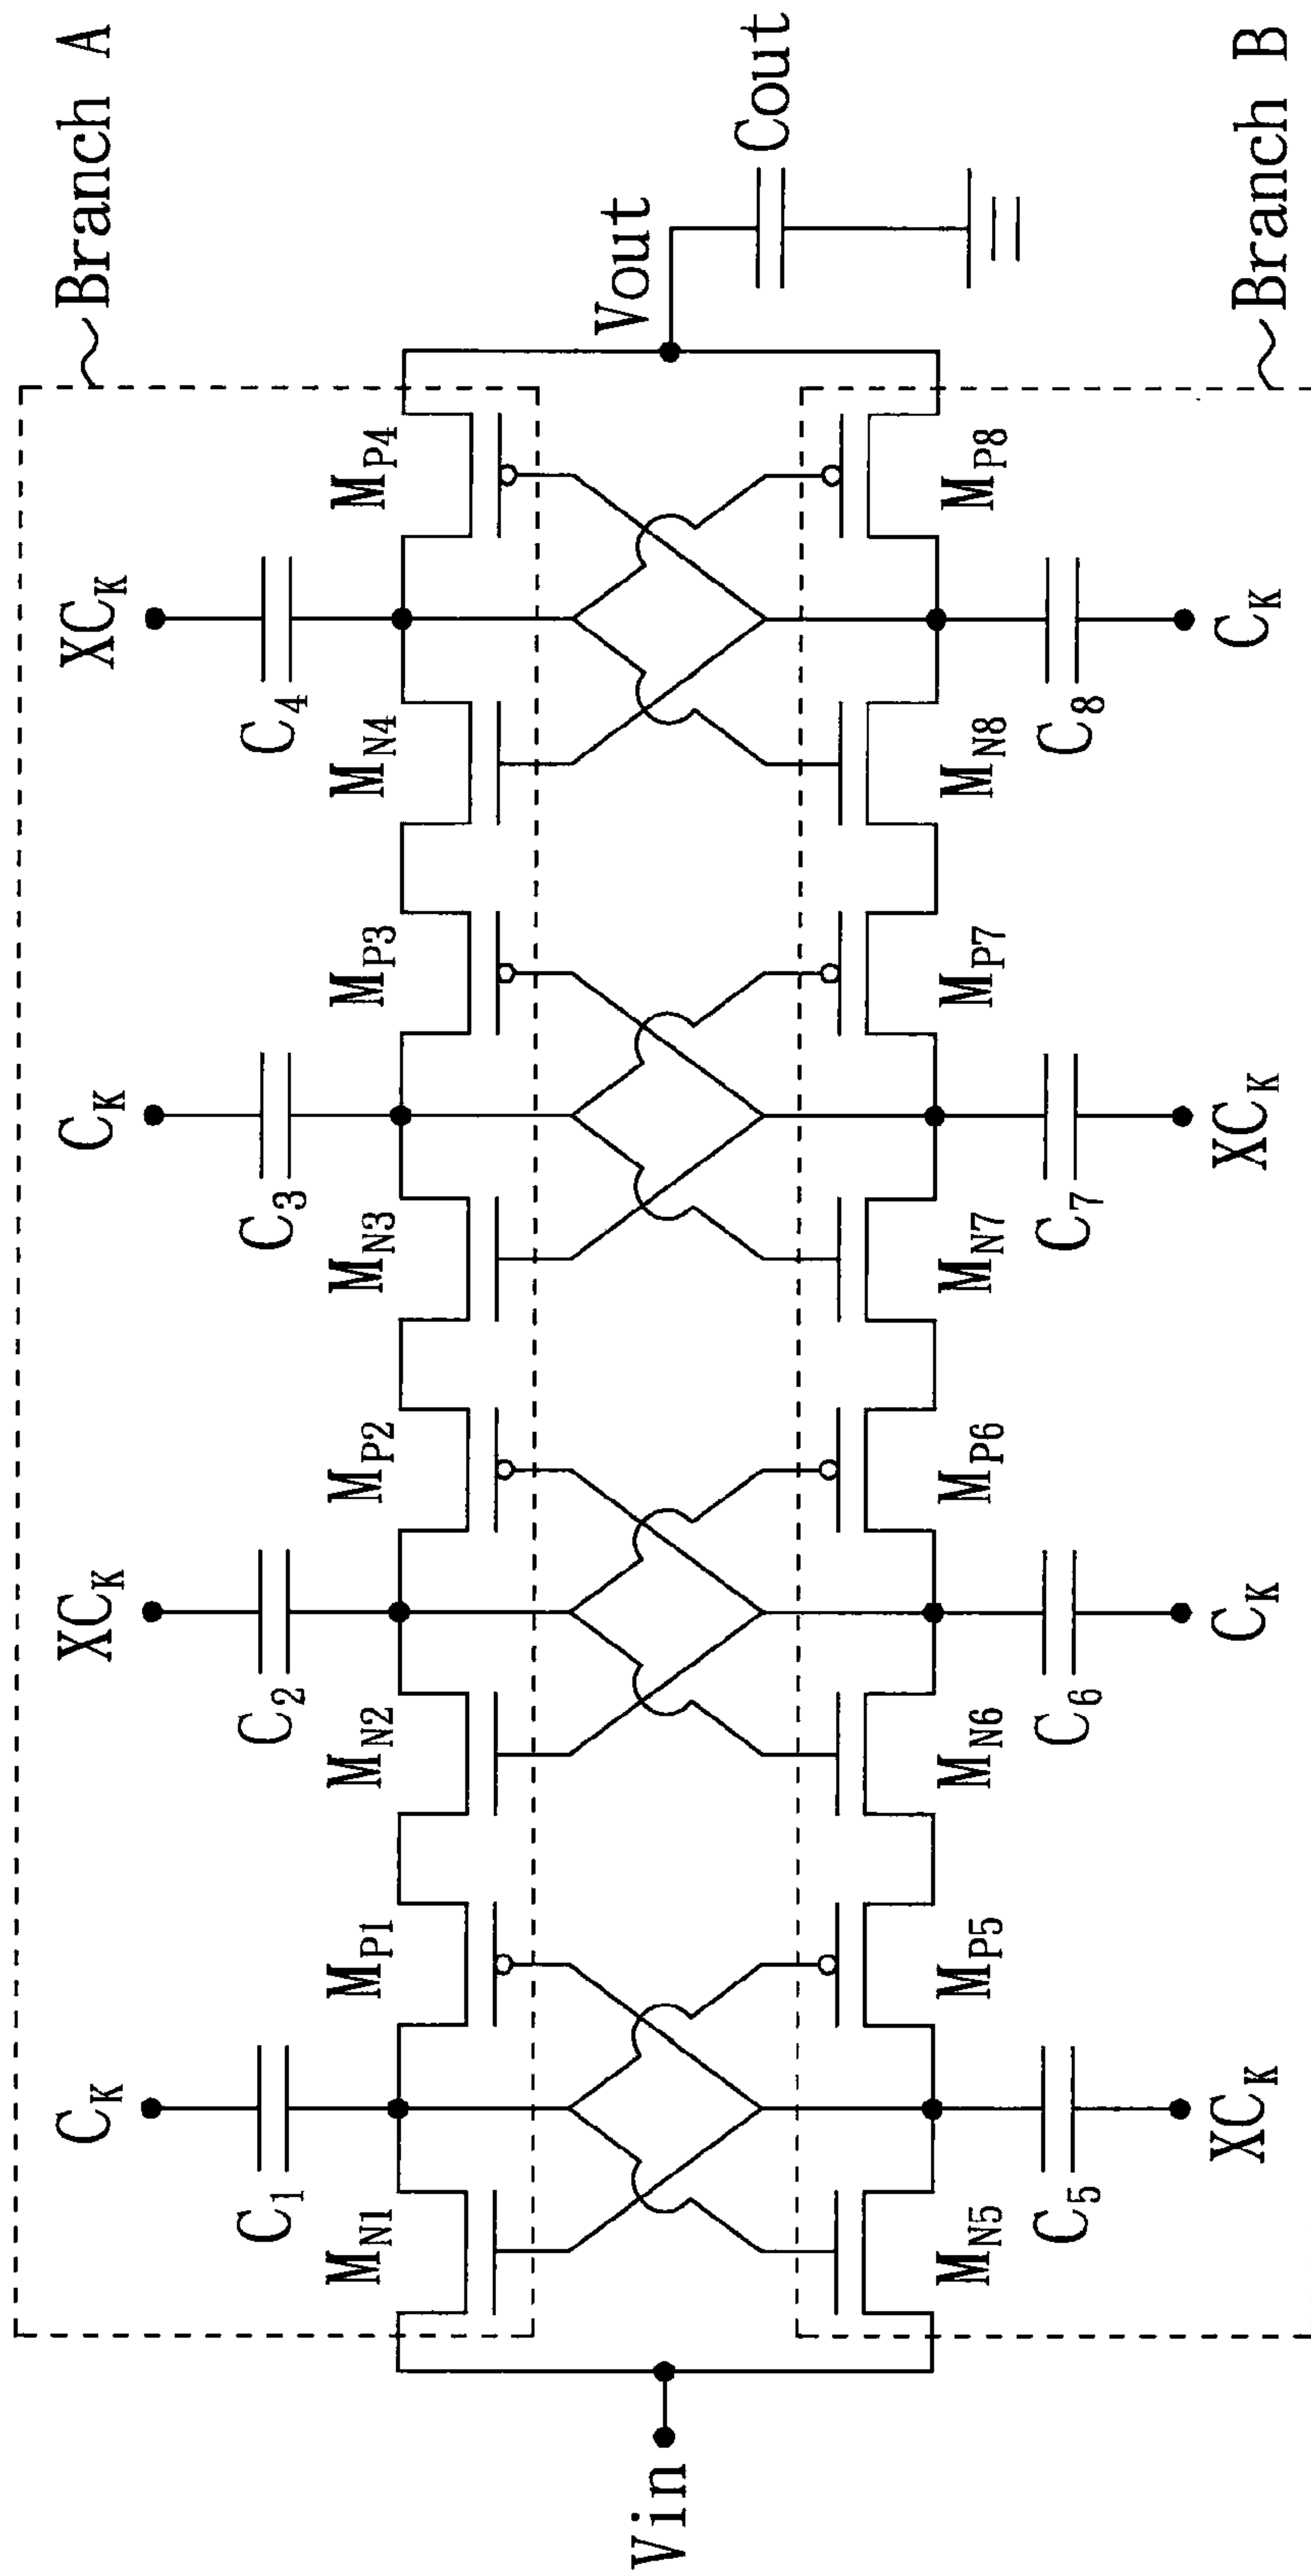 Branch A
C_K
XC_K
C_K
XC_K
C_1
C_2
C_3
C_4
M_N1
M_P1
M_N2
M_P2
M_N3
M_P3
M_N4
M_P4
Vin
Vout
Cout
M_N5
M_P5
M_N6
M_P6
M_N7
M_P7
M_N8
M_P8
C_5
C_6
C_7
C_8
XC_K
C_K
XC_K
C_K
Branch B